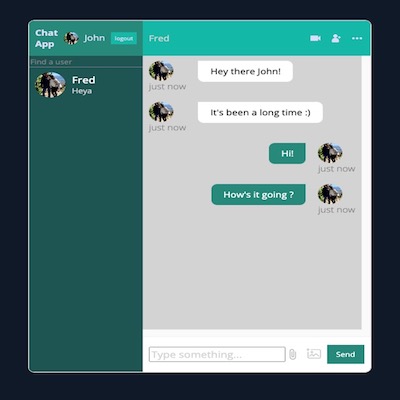 Chat
App
John
logout
Find a user
Fred
Heya
Fred
Hey there John!
just now
It's been a long time :)
just now
Hi!
just now
How's it going ?
just now
Type something...
Send